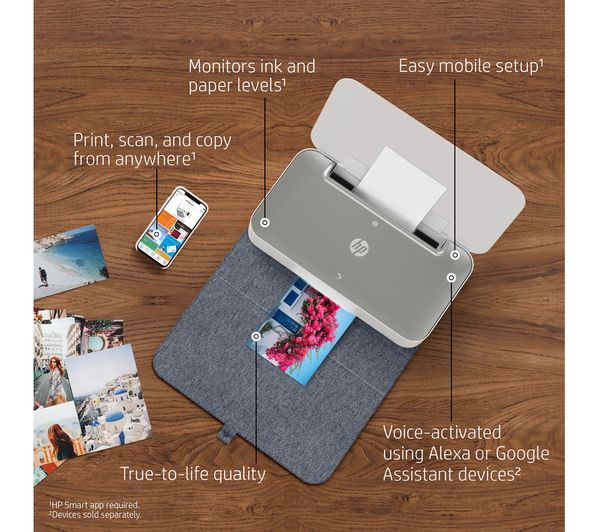 Monitors ink and
paper levels¹
Easy mobile setup¹
Print, scan, and copy
from anywhere¹
hp
Voice-activated
using Alexa or Google
Assistant devices²
True-to-life quality
¹HP Smart app required.
²Devices sold separately.